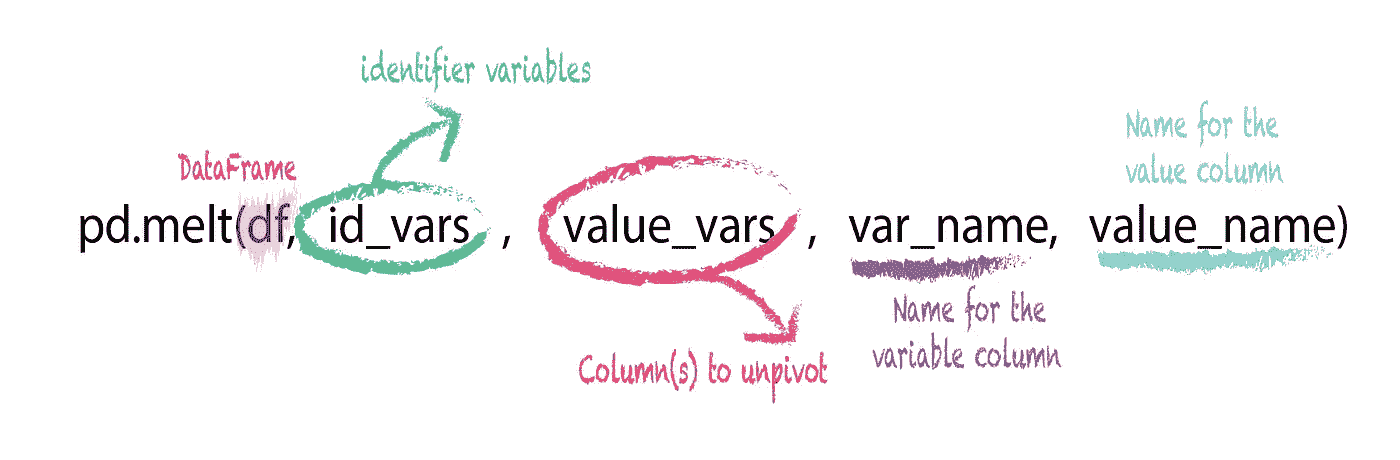 identifier variables
Name for the
value column
DataFrame
pd.melt(df, id_vars , value_vars , var_name, value_name)
Name for the
variable column
Column(s) to unpivot